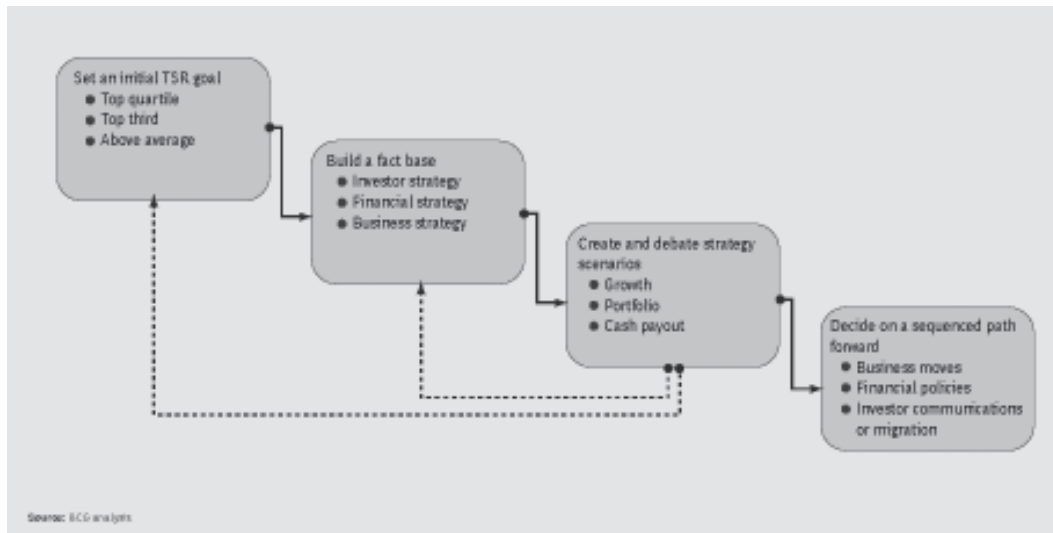 Set an initial TSR goal
● Top quartile
● Top third
● Above average
Build a fact base
● Investor strategy
● Financial strategy
● Business strategy
Create and debate strategy
scenarios
● Growth
● Portfolio
● Cash payout
Decide on a sequenced path
forward
● Business moves
● Financial policies
● Investor communications
or migration
Source: BCG analysis